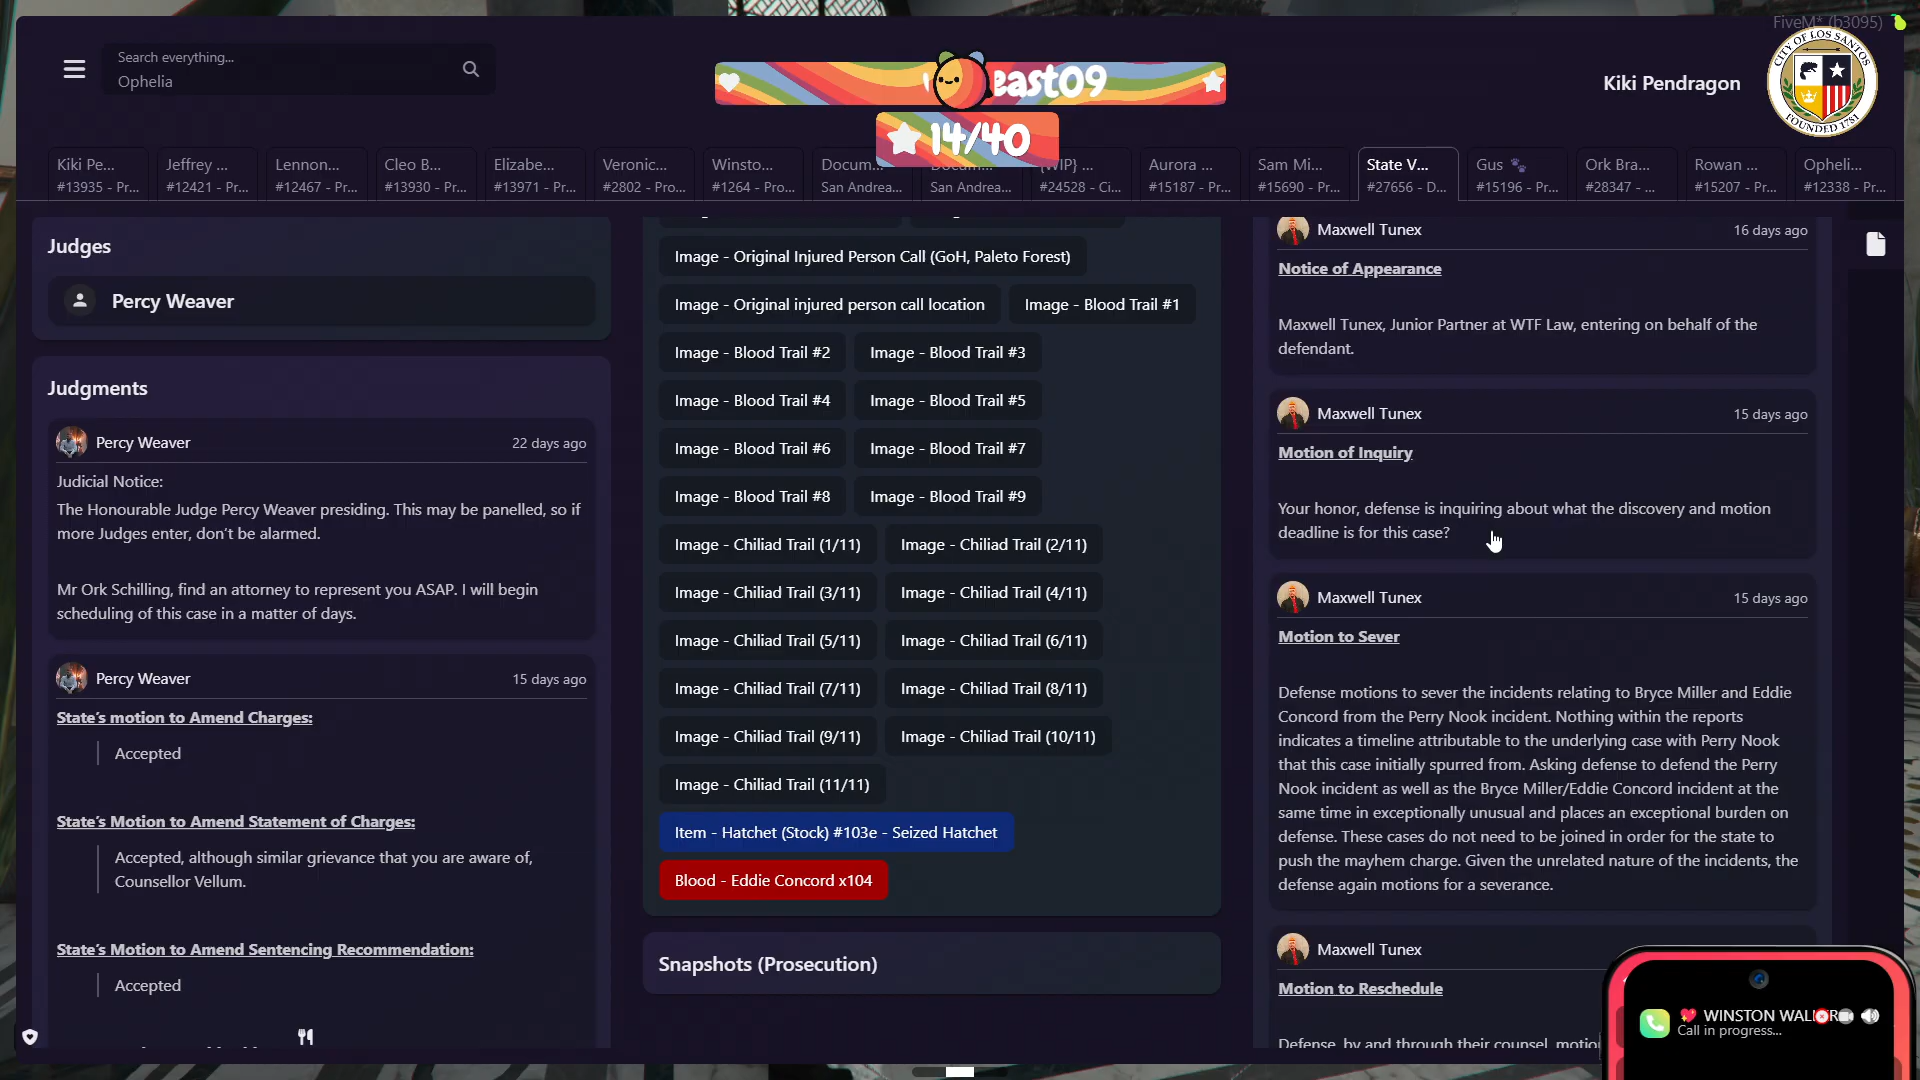 FiveM* (b3095)
Search everything...
Ophelia
east09
14/40
Kiki Pendragon
CITY OF LOS SANTOS
FOUNDED 1781
Kiki Pe...
#13935 - Pr...
Jeffrey ...
#12421 - Pr...
Lennon...
#12467 - Pr...
Cleo B...
#13930 - Pr...
Elizabe...
#13971 - Pr...
Veronic...
#2802 - Pro...
Winsto...
#1264 - Pro...
Docum...
San Andrea...
Docum...
San Andrea...
{WIP} ...
#24528 - Ci...
Aurora ...
#15187 - Pr...
Sam Mi...
#15690 - Pr...
State V...
#27656 - D...
Gus 🐾
#15196 - Pr...
Ork Bra...
#28347 - ...
Rowan ...
#15207 - Pr...
Opheli...
#12338 - Pr...
Judges
Percy Weaver
Judgments
Percy Weaver 22 days ago
Judicial Notice:
The Honourable Judge Percy Weaver presiding. This may be panelled, so if
more Judges enter, don't be alarmed.
Mr Ork Schilling, find an attorney to represent you ASAP. I will begin
scheduling of this case in a matter of days.
Percy Weaver 15 days ago
State's motion to Amend Charges:
Accepted
State's Motion to Amend Statement of Charges:
Accepted, although similar grievance that you are aware of,
Counsellor Vellum.
State's Motion to Amend Sentencing Recommendation:
Accepted
Image - Original Injured Person Call (GoH, Paleto Forest)
Image - Original injured person call location
Image - Blood Trail #1
Image - Blood Trail #2
Image - Blood Trail #3
Image - Blood Trail #4
Image - Blood Trail #5
Image - Blood Trail #6
Image - Blood Trail #7
Image - Blood Trail #8
Image - Blood Trail #9
Image - Chiliad Trail (1/11)
Image - Chiliad Trail (2/11)
Image - Chiliad Trail (3/11)
Image - Chiliad Trail (4/11)
Image - Chiliad Trail (5/11)
Image - Chiliad Trail (6/11)
Image - Chiliad Trail (7/11)
Image - Chiliad Trail (8/11)
Image - Chiliad Trail (9/11)
Image - Chiliad Trail (10/11)
Image - Chiliad Trail (11/11)
Item - Hatchet (Stock) #103e - Seized Hatchet
Blood - Eddie Concord x104
Snapshots (Prosecution)
Maxwell Tunex 16 days ago
Notice of Appearance
Maxwell Tunex, Junior Partner at WTF Law, entering on behalf of the
defendant.
Maxwell Tunex 15 days ago
Motion of Inquiry
Your honor, defense is inquiring about what the discovery and motion
deadline is for this case?
Maxwell Tunex 15 days ago
Motion to Sever
Defense motions to sever the incidents relating to Bryce Miller and Eddie
Concord from the Perry Nook incident. Nothing within the reports
indicates a timeline attributable to the underlying case with Perry Nook
that this case initially spurred from. Asking defense to defend the Perry
Nook incident as well as the Bryce Miller/Eddie Concord incident at the
same time in exceptionally unusual and places an exceptional burden on
defense. These cases do not need to be joined in order for the state to
push the mayhem charge. Given the unrelated nature of the incidents, the
defense again motions for a severance.
Maxwell Tunex
Motion to Reschedule
Defense, by and through their counsel, motio
WINSTON WAL
Call in progress...